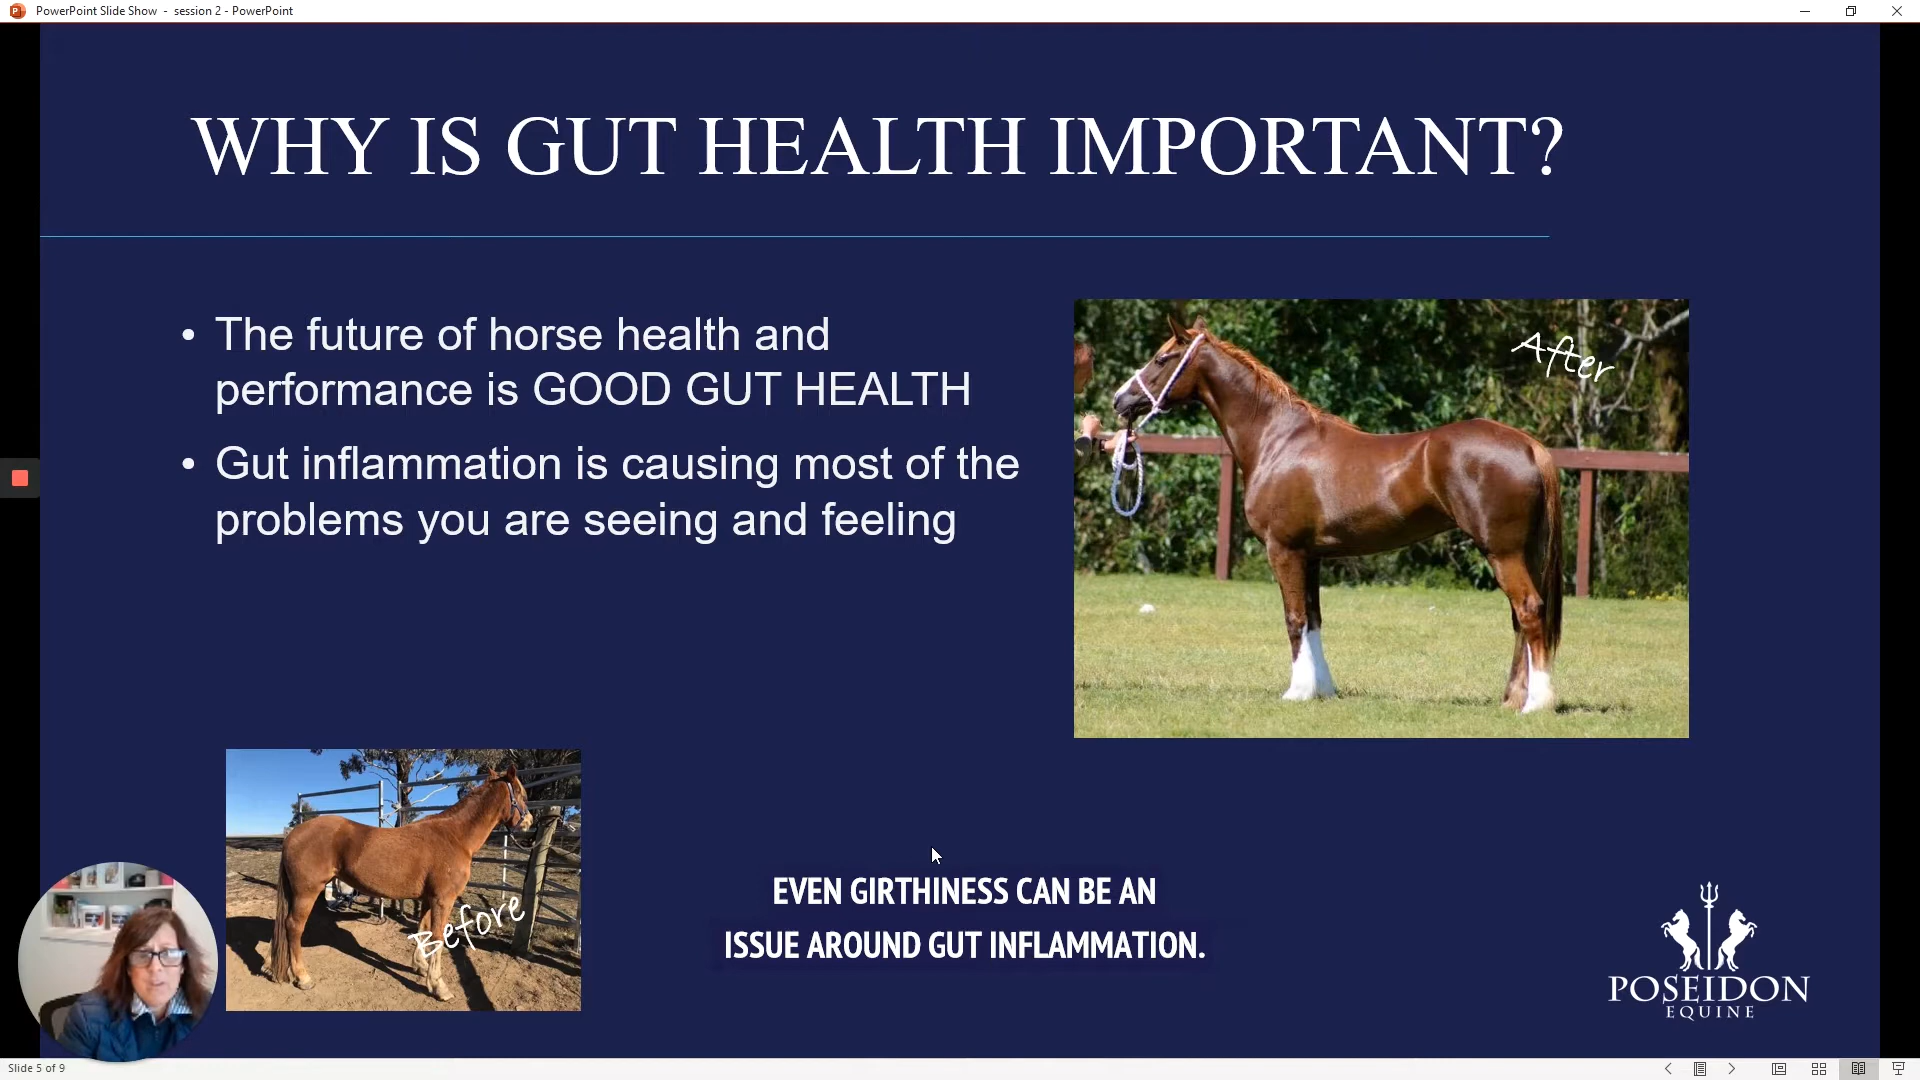 PowerPoint Slide Show - session 2 - PowerPoint
WHY IS GUT HEALTH IMPORTANT?
• The future of horse health and
performance is GOOD GUT HEALTH
• Gut inflammation is causing most of the
problems you are seeing and feeling
After
Before
EVEN GIRTHINESS CAN BE AN
ISSUE AROUND GUT INFLAMMATION.
POSEIDON
EQUINE
Slide 5 of 9